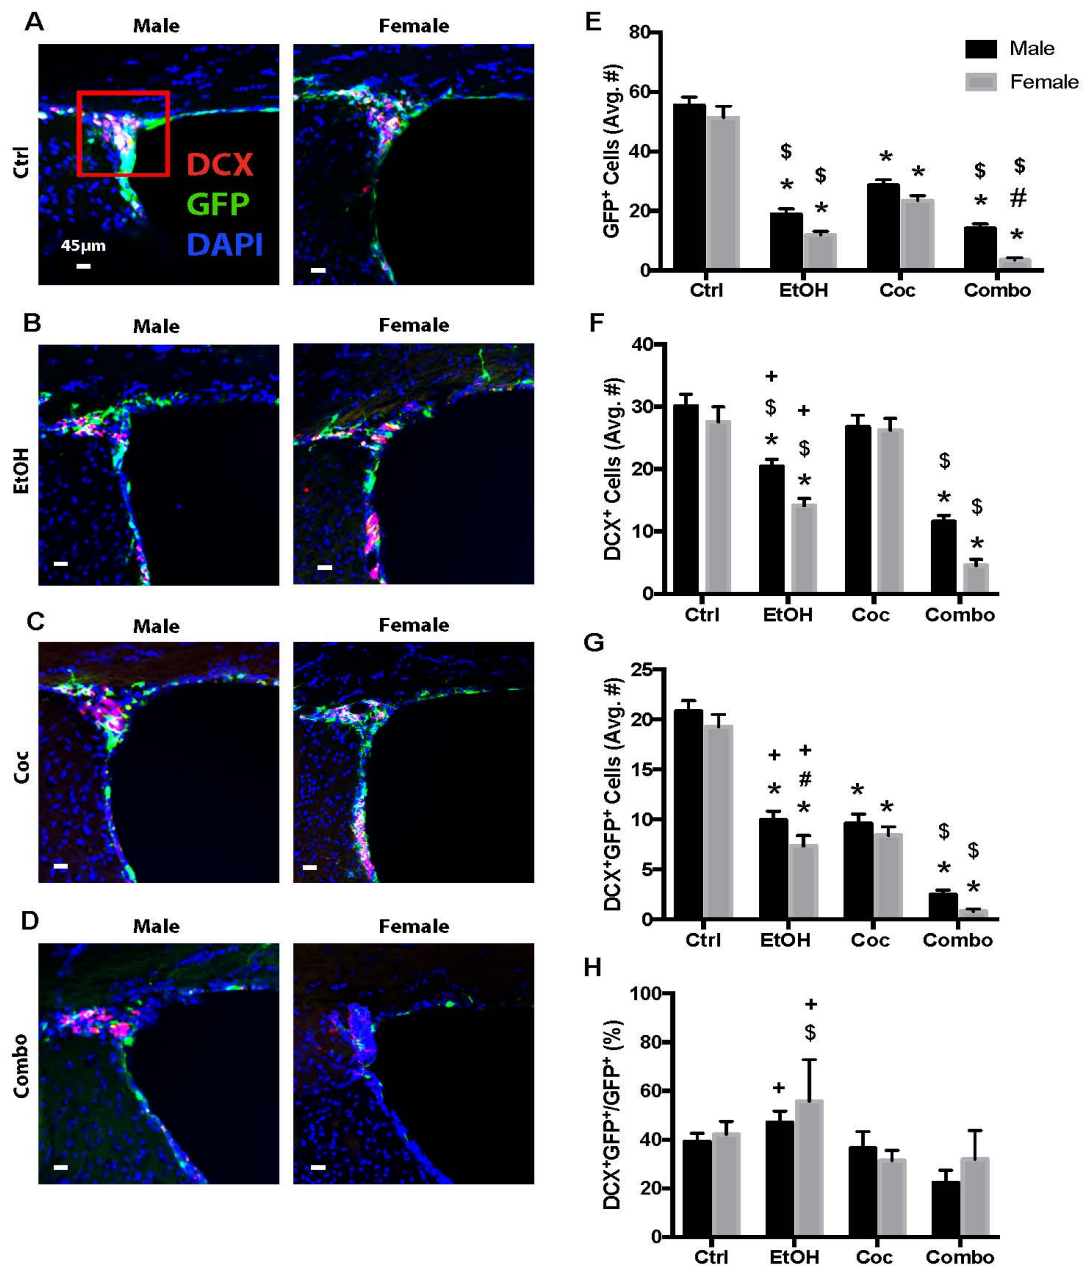 A
Male
Female
Ctrl
DCX
GFP
DAPI
45µm
B
Male
Female
EtOH
C
Male
Female
Coc
D
Male
Female
Combo
E
Male
Female
GFP⁺ Cells (Avg. #)
80
60
40
20
0
$ $ $ $
* * * * * # *
Ctrl EtOH Coc Combo
F
DCX⁺ Cells (Avg. #)
40
30
20
10
0
+ +
$ $ $ $
* * * *
Ctrl EtOH Coc Combo
G
DCX⁺GFP⁺ Cells (Avg. #)
25
20
15
10
5
0
+ +
# $ $
* * * * * *
Ctrl EtOH Coc Combo
H
DCX⁺GFP⁺/GFP⁺ (%)
100
80
60
40
20
0
+
$
+
Ctrl EtOH Coc Combo